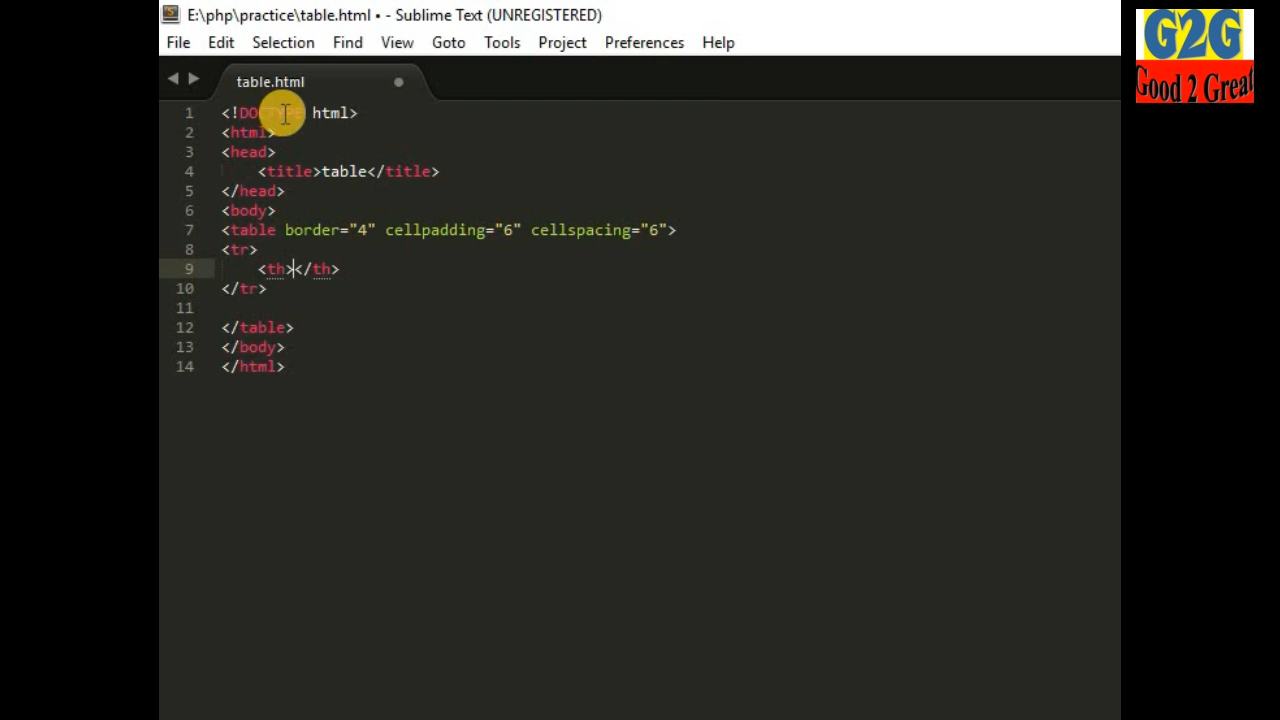 E:\php\practice\table.html • - Sublime Text (UNREGISTERED)
File Edit Selection Find View Goto Tools Project Preferences Help
table.html
1 <!DOCTYPE html>
2 <html>
3 <head>
4 <title>table</title>
5 </head>
6 <body>
7 <table border="4" cellpadding="6" cellspacing="6">
8 <tr>
9 <th></th>
10 </tr>
11
12 </table>
13 </body>
14 </html>
G2G
Good 2 Great